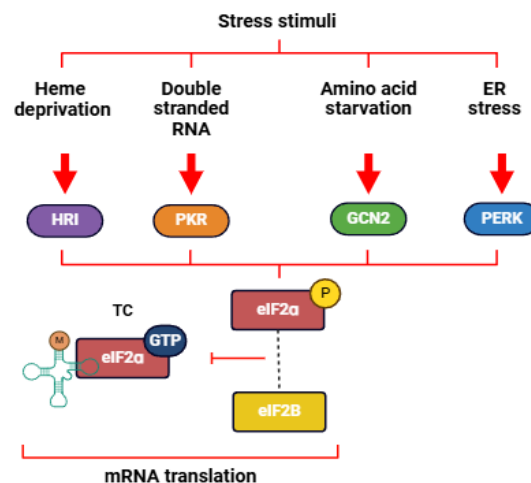 Stress stimuli
Heme
deprivation
Double
stranded
RNA
Amino acid
starvation
ER
stress
HRI
PKR
GCN2
PERK
P
eIF2α
TC
GTP
M
eIF2α
eIF2B
mRNA translation